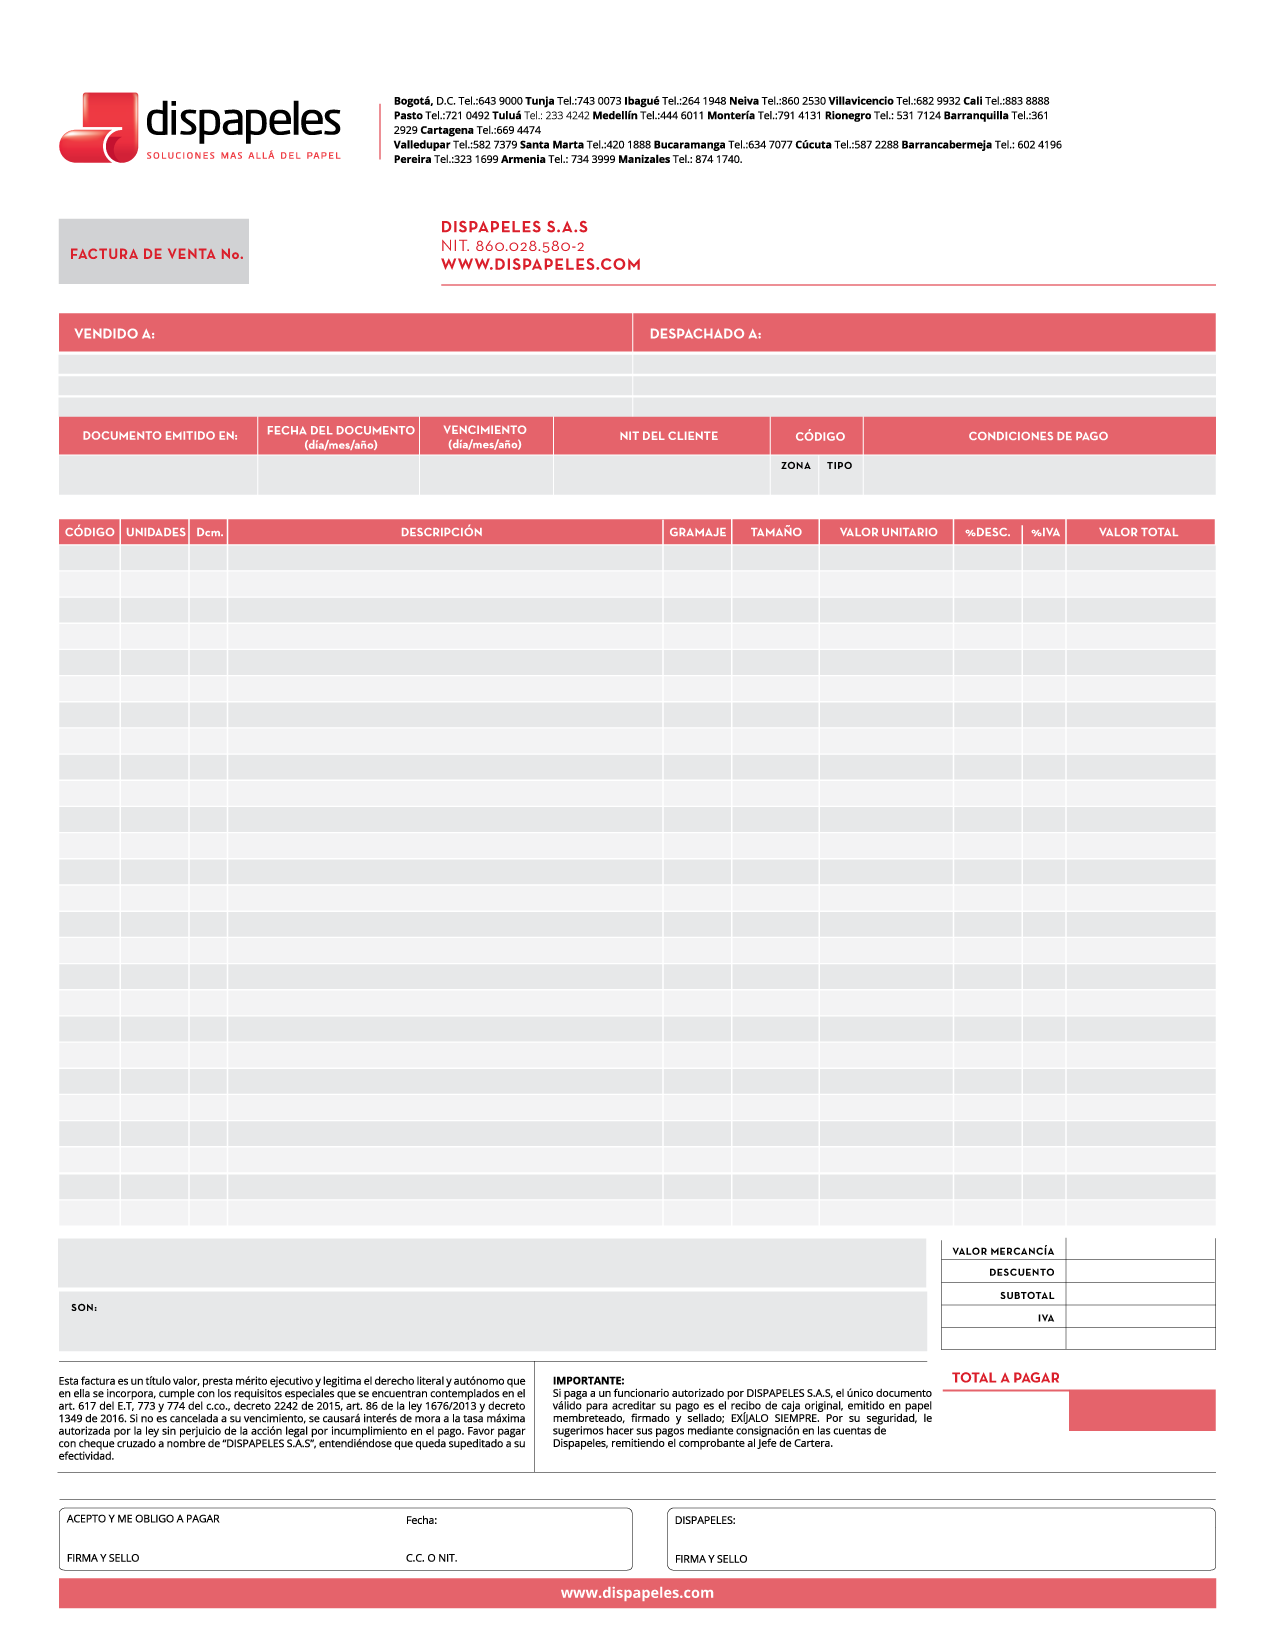 dispapeles
SOLUCIONES MAS ALLÁ DEL PAPEL
Bogotá, D.C. Tel.:643 9000 Tunja Tel.:743 0073 Ibagué Tel.:264 1948 Neiva Tel.:860 2530 Villavicencio Tel.:682 9932 Cali Tel.:883 8888
Pasto Tel.:721 0492 Tuluá Tel.: 233 4242 Medellín Tel.:444 6011 Montería Tel.:791 4131 Rionegro Tel.: 531 7124 Barranquilla Tel.:361
2929 Cartagena Tel.:669 4474
Valledupar Tel.:582 7379 Santa Marta Tel.:420 1888 Bucaramanga Tel.:634 7077 Cúcuta Tel.:587 2288 Barrancabermeja Tel.: 602 4196
Pereira Tel.:323 1699 Armenia Tel.: 734 3999 Manizales Tel.: 874 1740.
FACTURA DE VENTA No.
DISPAPELES S.A.S
NIT. 860.028.580-2
WWW.DISPAPELES.COM
VENDIDO A: DESPACHADO A:
DOCUMENTO EMITIDO EN: FECHA DEL DOCUMENTO (día/mes/año) VENCIMIENTO (día/mes/año) NIT DEL CLIENTE CÓDIGO CONDICIONES DE PAGO
ZONA TIPO
CÓDIGO UNIDADES Dcm. DESCRIPCIÓN GRAMAJE TAMAÑO VALOR UNITARIO %DESC. %IVA VALOR TOTAL
VALOR MERCANCÍA
DESCUENTO
SUBTOTAL
IVA
SON:
TOTAL A PAGAR
Esta factura es un título valor, presta mérito ejecutivo y legitima el derecho literal y autónomo que
en ella se incorpora, cumple con los requisitos especiales que se encuentran contemplados en el
art. 617 del E.T, 773 y 774 del c.co., decreto 2242 de 2015, art. 86 de la ley 1676/2013 y decreto
1349 de 2016. Si no es cancelada a su vencimiento, se causará interés de mora a la tasa máxima
autorizada por la ley sin perjuicio de la acción legal por incumplimiento en el pago. Favor pagar
con cheque cruzado a nombre de “DISPAPELES S.A.S”, entendiéndose que queda supeditado a su
efectividad.
IMPORTANTE:
Si paga a un funcionario autorizado por DISPAPELES S.A.S, el único documento
válido para acreditar su pago es el recibo de caja original, emitido en papel
membreteado, firmado y sellado; EXÍJALO SIEMPRE. Por su seguridad, le
sugerimos hacer sus pagos mediante consignación en las cuentas de
Dispapeles, remitiendo el comprobante al Jefe de Cartera.
ACEPTO Y ME OBLIGO A PAGAR Fecha:
FIRMA Y SELLO C.C. O NIT.
DISPAPELES:
FIRMA Y SELLO
www.dispapeles.com